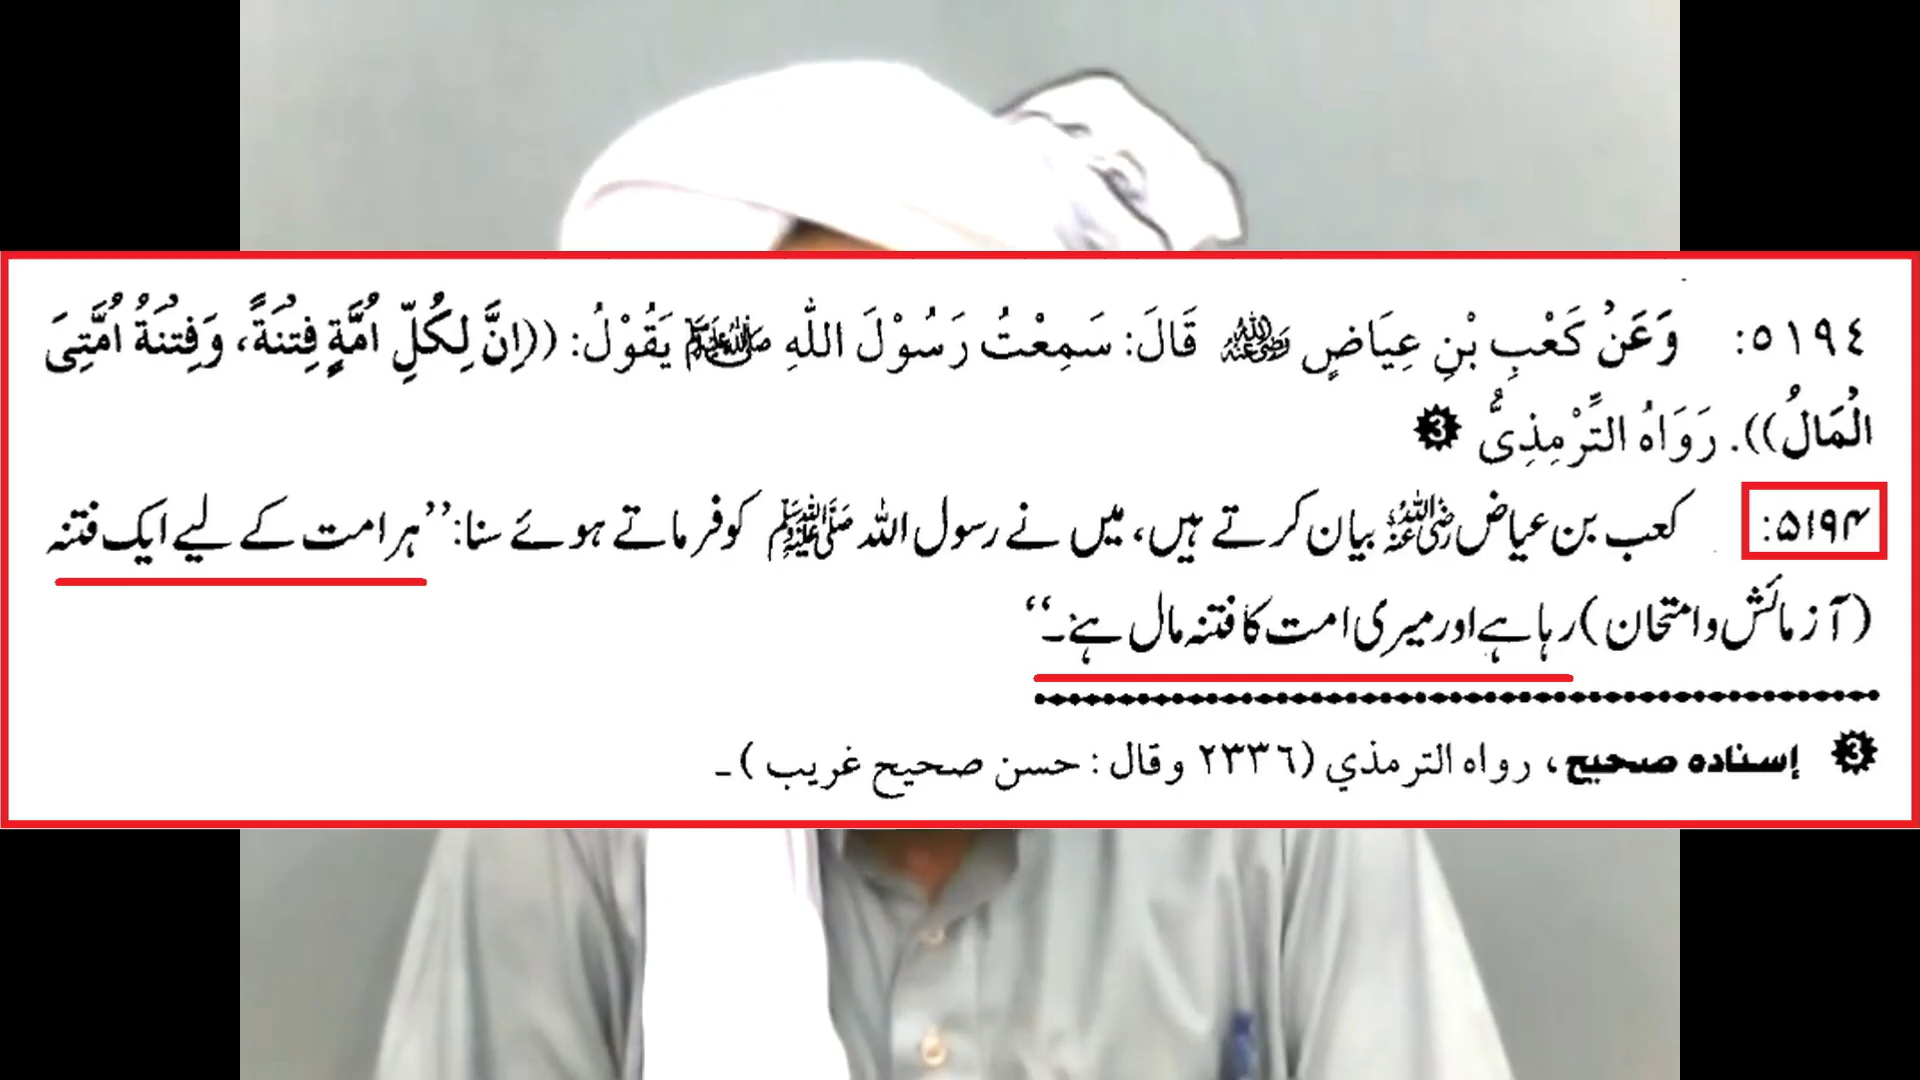 ٥١٩٤: وَعَنْ كَعْبِ بْنِ عِيَاضٍ رضي الله عنه قَالَ: سَمِعْتُ رَسُوْلَ اللهِ ﷺ يَقُوْلُ: ((اِنَّ لِكُلِّ اُمَّةٍ فِتْنَةً، وَفِتْنَةُ اُمَّتِیَ
الْمَالُ)). رَوَاهُ التِّرْمِذِیُّ ❸
۵۱۹۴: کعب بن عیاض رضی اللہ عنہ بیان کرتے ہیں، میں نے رسول اللہ ﷺ کو فرماتے ہوئے سنا: ’’ہر امت کے لیے ایک فتنہ
(آزمائش و امتحان) رہا ہے اور میری امت کا فتنہ مال ہے۔‘‘
❸ إسناده صحيح، رواه الترمذي (٢٣٣٦ وقال: حسن صحيح غريب)۔